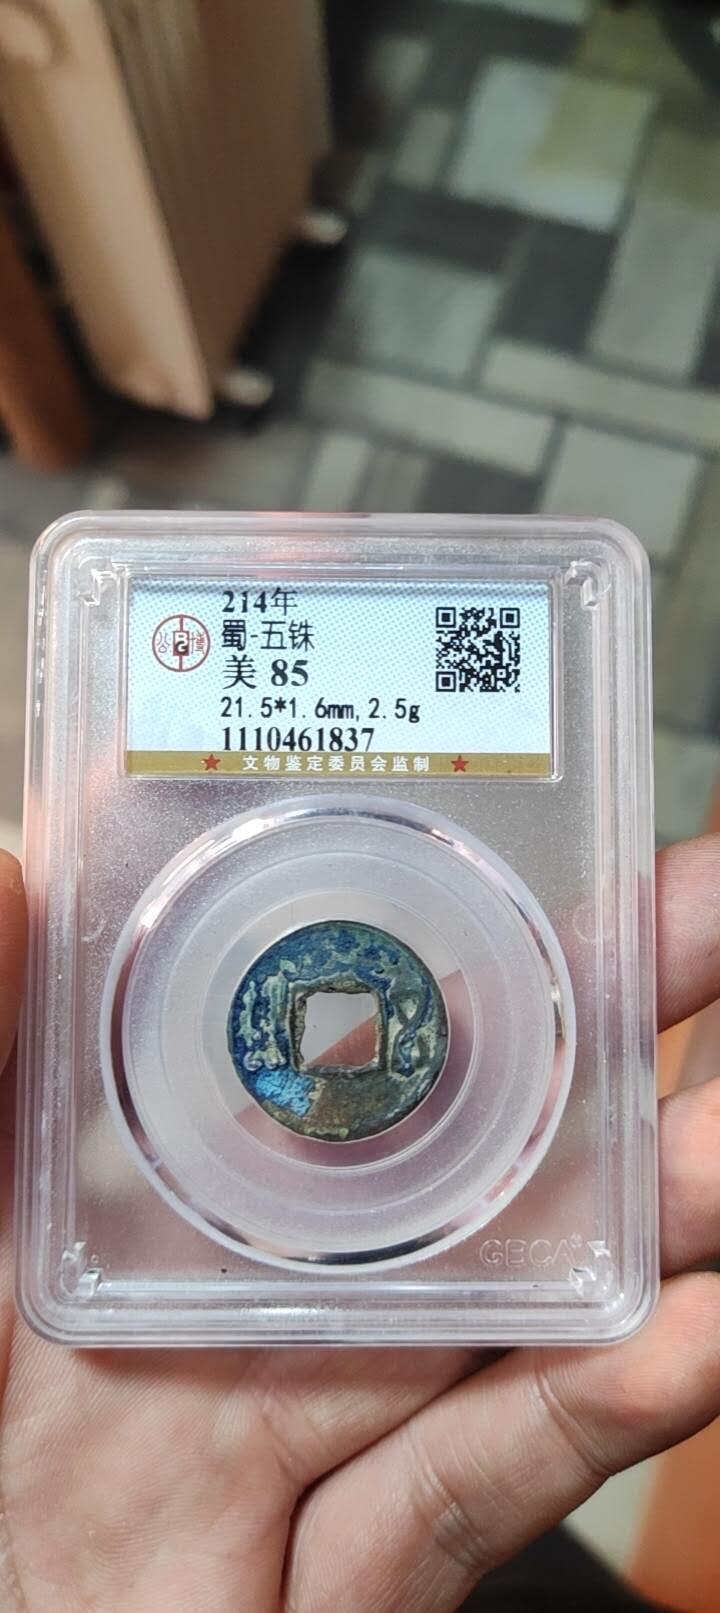 214年
蜀-五铢
美 85
21.5*1.6mm,2.5g
1110461837
★ 文物鉴定委员会监制 ★
GBCA